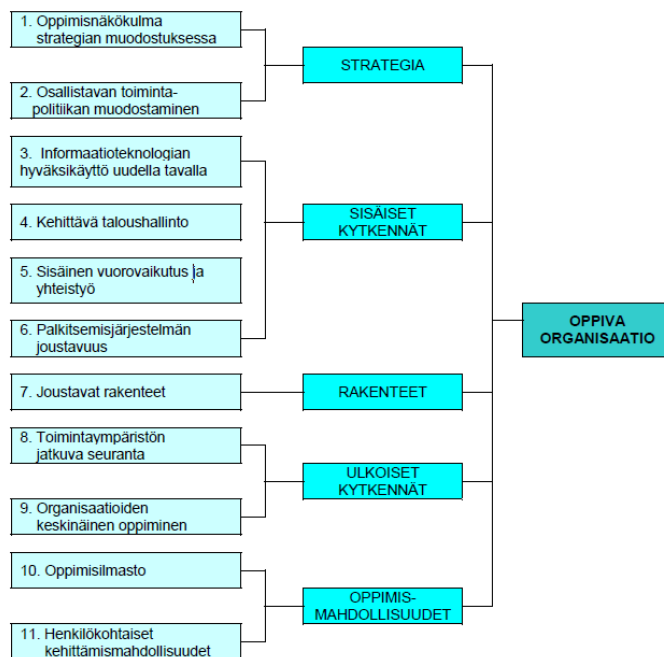 1. Oppimisnäkökulma
strategian muodostuksessa
2. Osallistavan toiminta-
politiikan muodostaminen
3. Informaatioteknologian
hyväksikäyttö uudella tavalla
4. Kehittävä taloushallinto
5. Sisäinen vuorovaikutus ja
yhteistyö
6. Palkitsemisjärjestelmän
joustavuus
7. Joustavat rakenteet
8. Toimintaympäristön
jatkuva seuranta
9. Organisaatioiden
keskinäinen oppiminen
10. Oppimisilmasto
11. Henkilökohtaiset
kehittämismahdollisuudet
STRATEGIA
SISÄISET
KYTKENNÄT
RAKENTEET
ULKOISET
KYTKENNÄT
OPPIMIS-
MAHDOLLISUUDET
OPPIVA
ORGANISAATIO